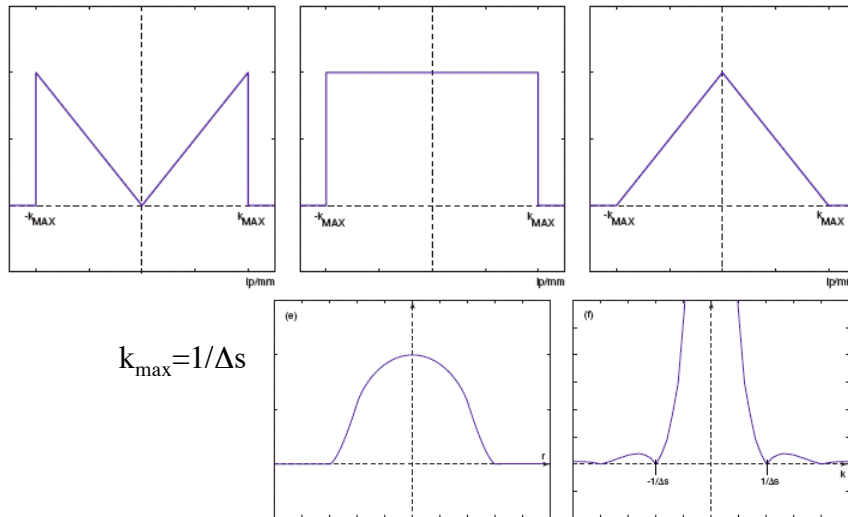 -kMAX kMAX -kMAX kMAX -kMAX kMAX
lp/mm lp/mm lp/mm
(e) (f)
kmax=1/Δs
r k
-1/Δs 1/Δs